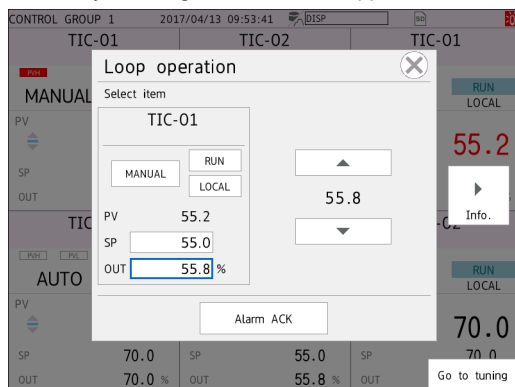 CONTROL GROUP 1 2017/04/13 09:53:41 DISP SD
TIC-01 TIC-02 TIC-01
Loop operation
Select item
TIC-01
MANUAL
RUN
LOCAL
PV 55.2
SP 55.0
OUT 55.8 %
55.8
Alarm ACK
PVH
MANUAL
PV
SP
OUT
RUN
LOCAL
55.2
Info.
TIC
-02
PVH PVL
AUTO
RUN
LOCAL
PV
70.0
SP 70.0 SP 55.0 SP 70.0
OUT 70.0 % OUT 55.8 % OUT
Go to tuning